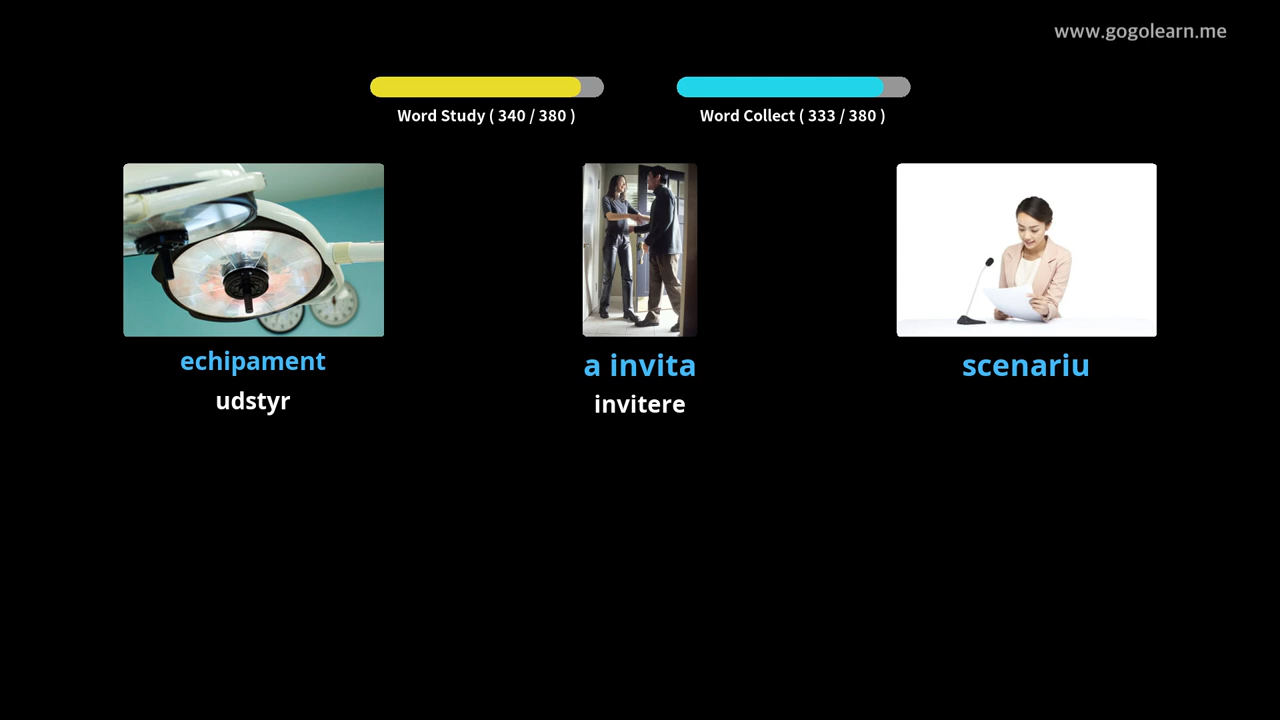 www.gogolearn.me
Word Study ( 340 / 380 )
Word Collect ( 333 / 380 )
echipament
a invita
scenariu
udstyr
invitere